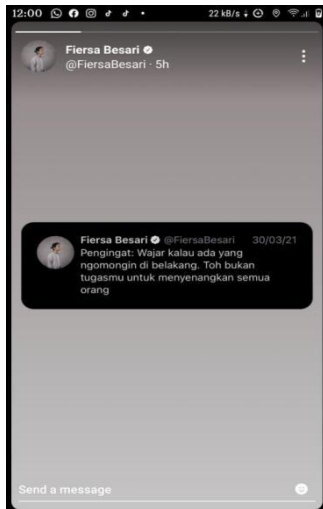 12:00
22 kB/s
Fiersa Besari
@FiersaBesari · 5h
Fiersa Besari @FiersaBesari 30/03/21
Pengingat: Wajar kalau ada yang
ngomongin di belakang. Toh bukan
tugasmu untuk menyenangkan semua
orang
Send a message